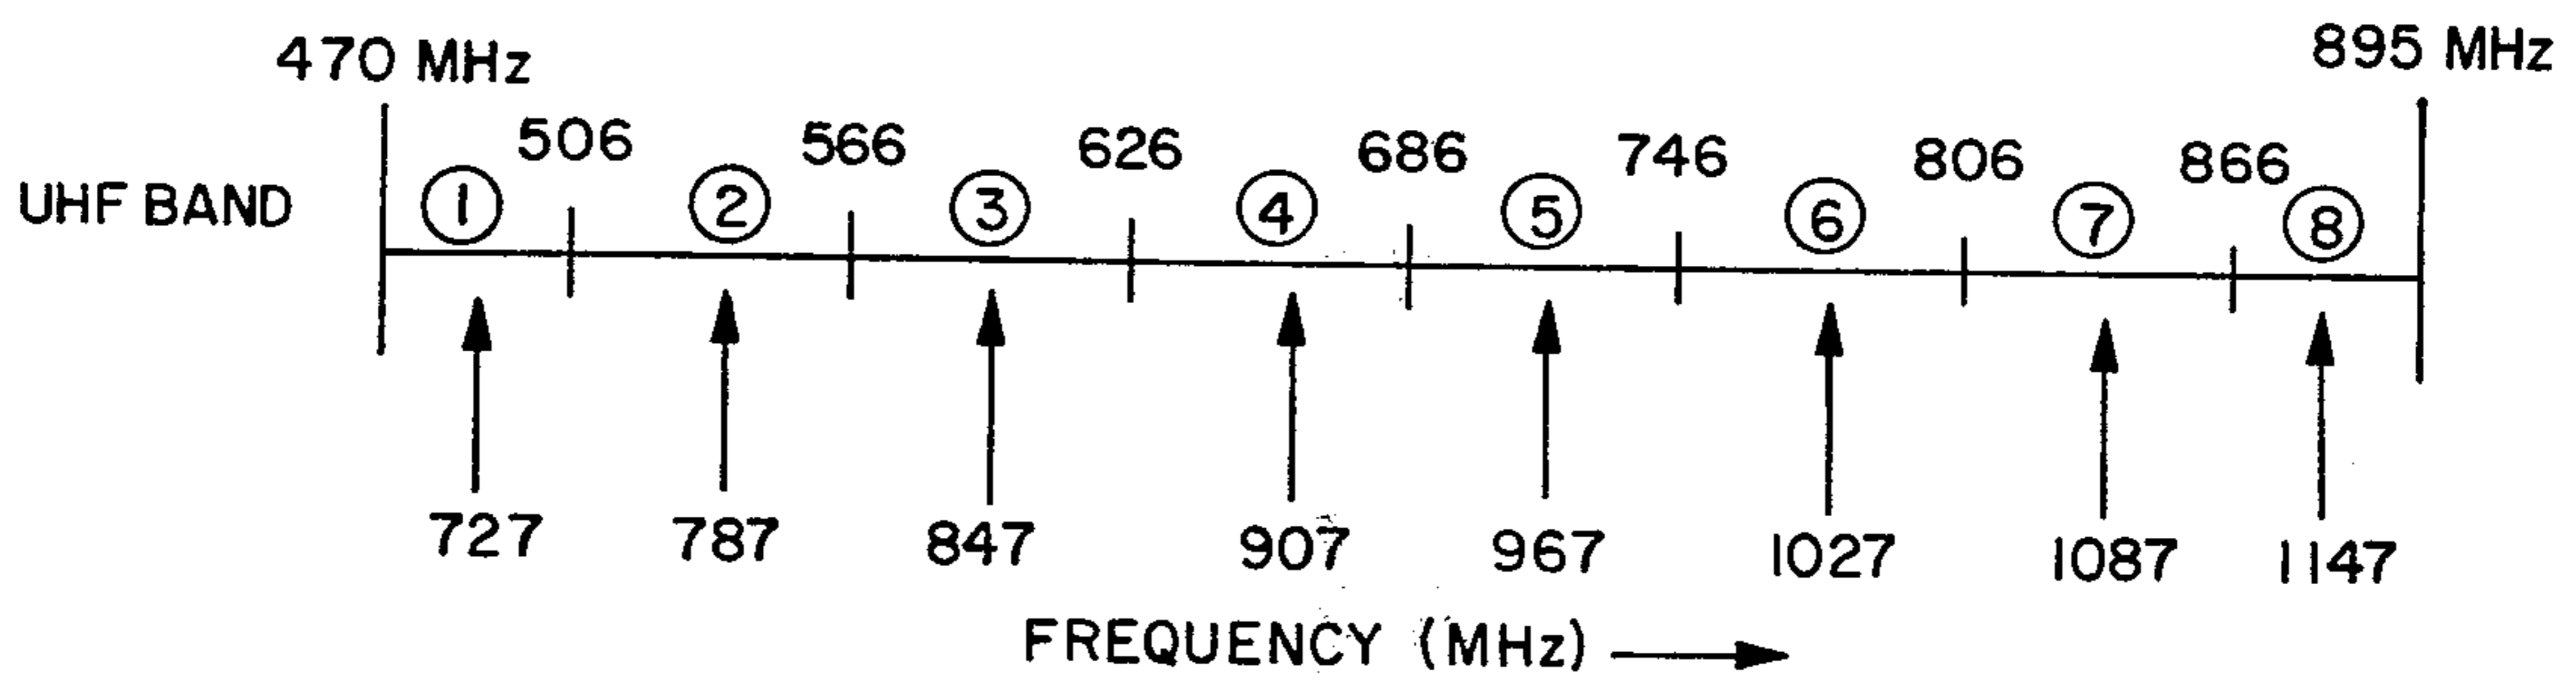 470 MHz 895 MHz
506 566 626 686 746 806 866
UHF BAND 1 2 3 4 5 6 7 8
727 787 847 907 967 1027 1087 1147
FREQUENCY (MHz)